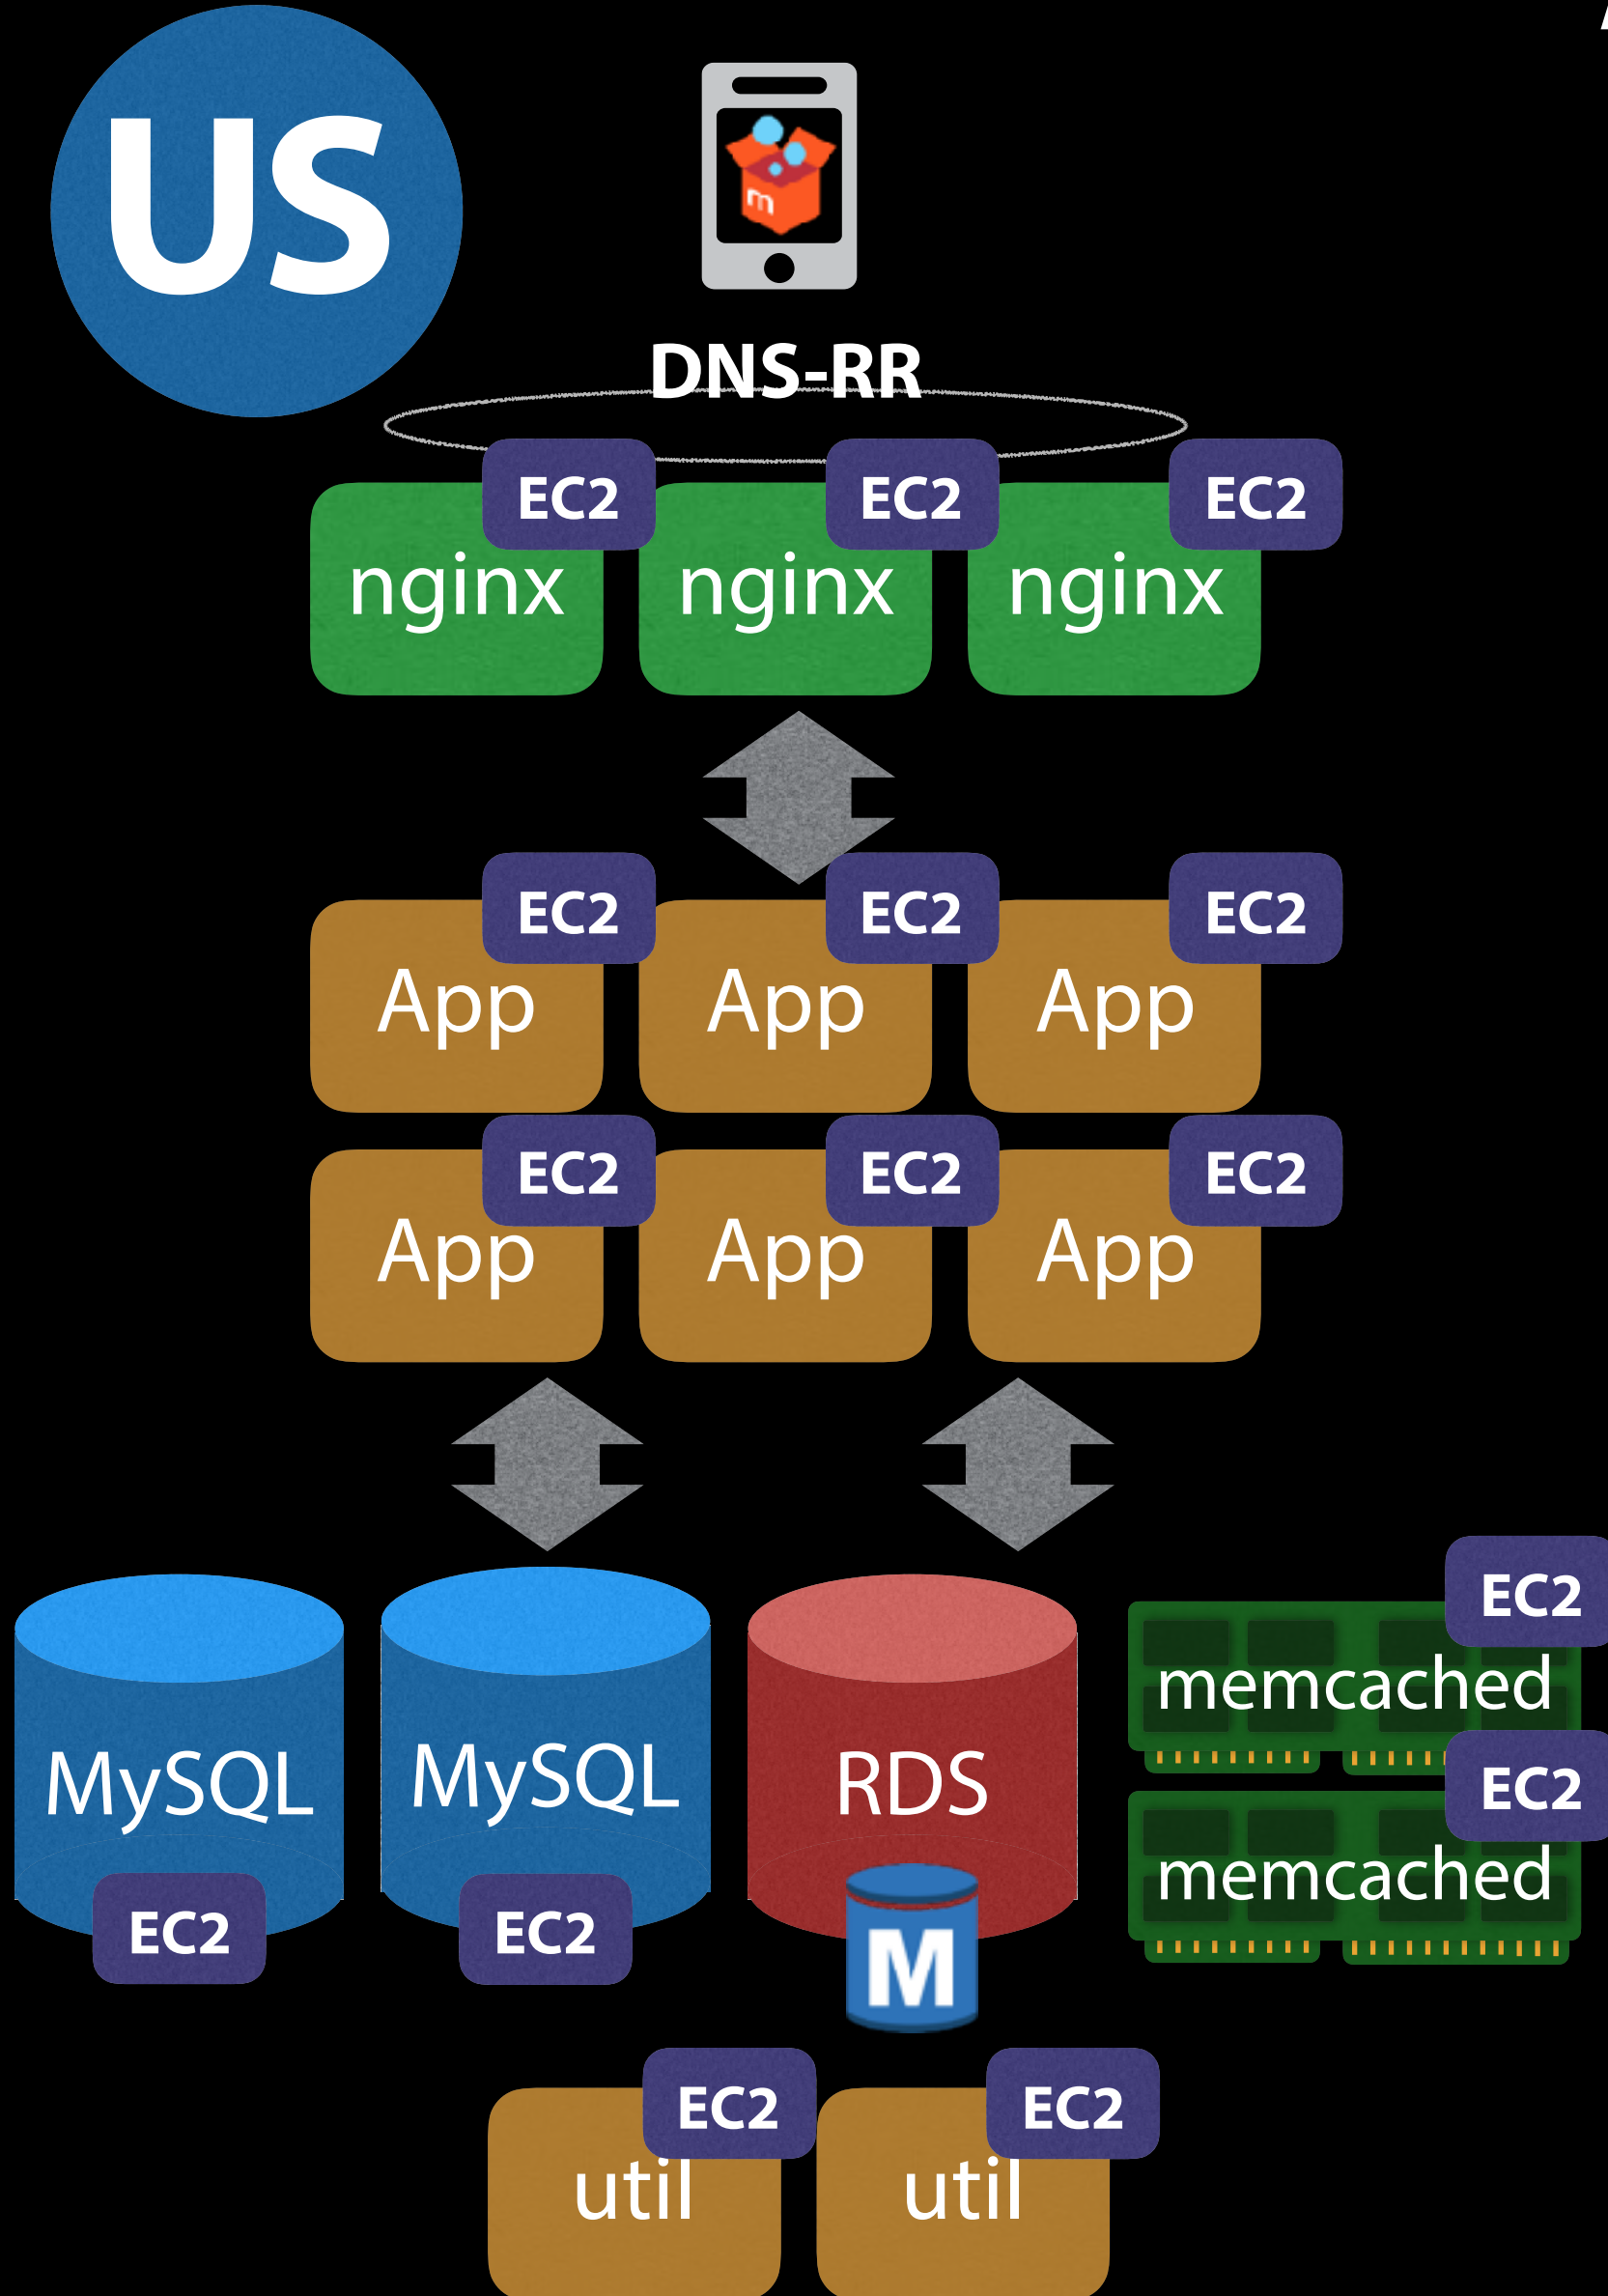 US
m
DNS-RR
EC2 EC2 EC2
nginx nginx nginx
EC2 EC2 EC2
App App App
EC2 EC2 EC2
App App App
EC2
memcached
MySQL MySQL RDS
EC2
memcached
EC2 EC2
M
EC2 EC2
util util